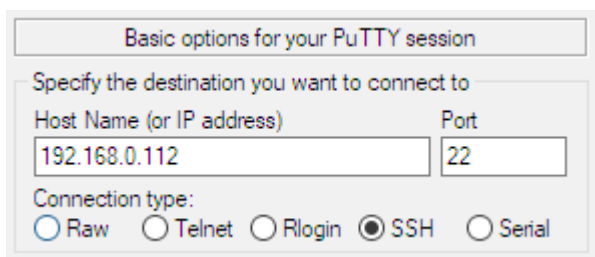 Basic options for your PuTTY session
Specify the destination you want to connect to
Host Name (or IP address) Port
192.168.0.112 22
Connection type:
Raw Telnet Rlogin SSH Serial